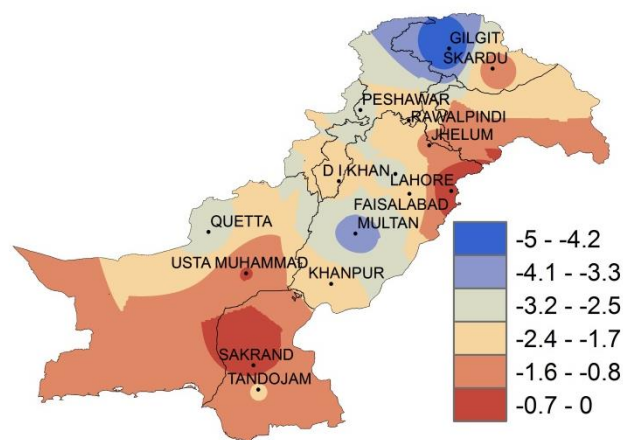 GILGIT
SKARDU
PESHAWAR
RAWALPINDI
JHELUM
D I KHAN
LAHORE
FAISALABAD
MULTAN
QUETTA
USTA MUHAMMAD
KHANPUR
SAKRAND
TANDOJAM
-5 - -4.2
-4.1 - -3.3
-3.2 - -2.5
-2.4 - -1.7
-1.6 - -0.8
-0.7 - 0